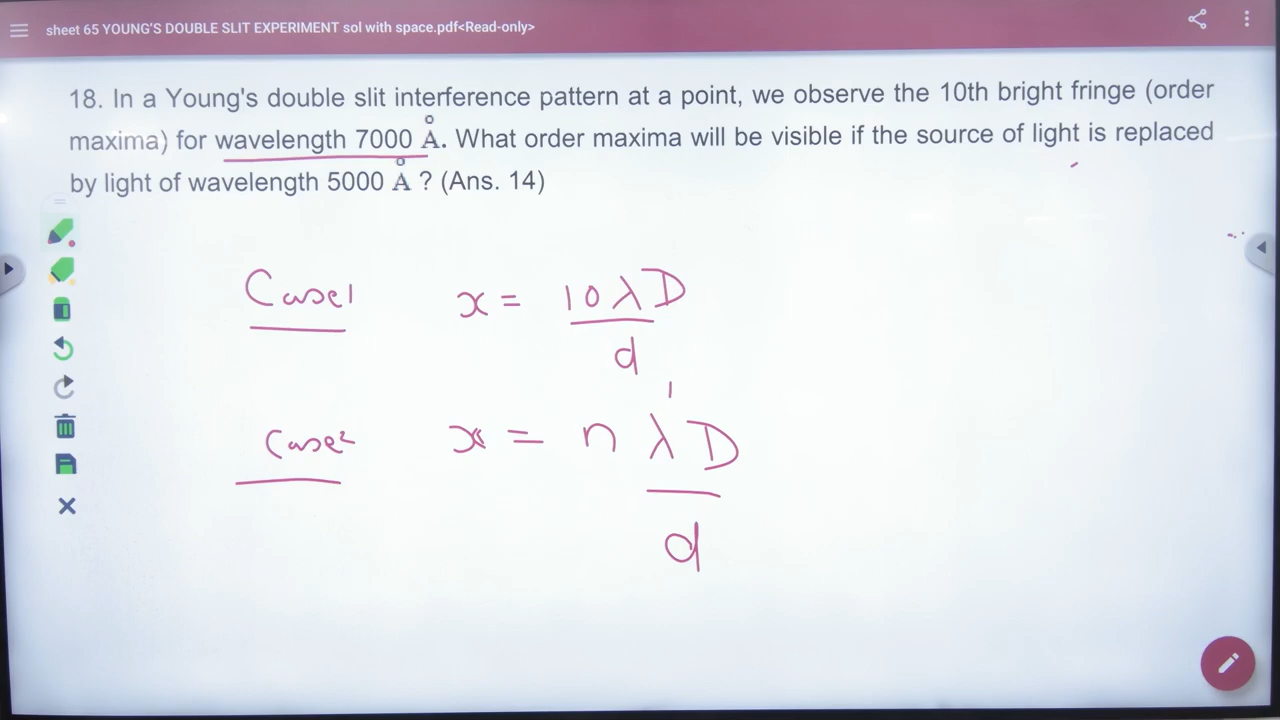 sheet 65 YOUNG'S DOUBLE SLIT EXPERIMENT sol with space.pdf<Read-only>
18. In a Young's double slit interference pattern at a point, we observe the 10th bright fringe (order
maxima) for wavelength 7000 Å. What order maxima will be visible if the source of light is replaced
by light of wavelength 5000 Å ? (Ans. 14)
Case1 x = 10λD
d
Case2 x = n λ'D
d